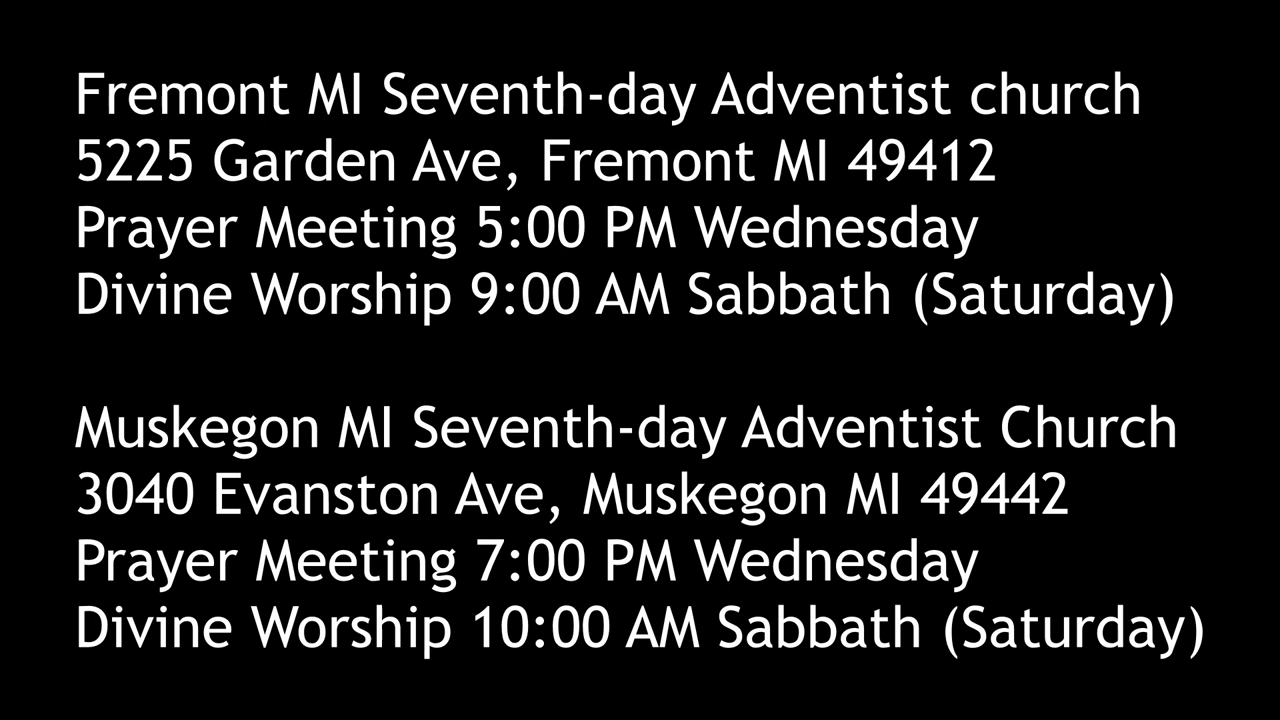 Fremont MI Seventh-day Adventist church
5225 Garden Ave, Fremont MI 49412
Prayer Meeting 5:00 PM Wednesday
Divine Worship 9:00 AM Sabbath (Saturday)
Muskegon MI Seventh-day Adventist Church
3040 Evanston Ave, Muskegon MI 49442
Prayer Meeting 7:00 PM Wednesday
Divine Worship 10:00 AM Sabbath (Saturday)